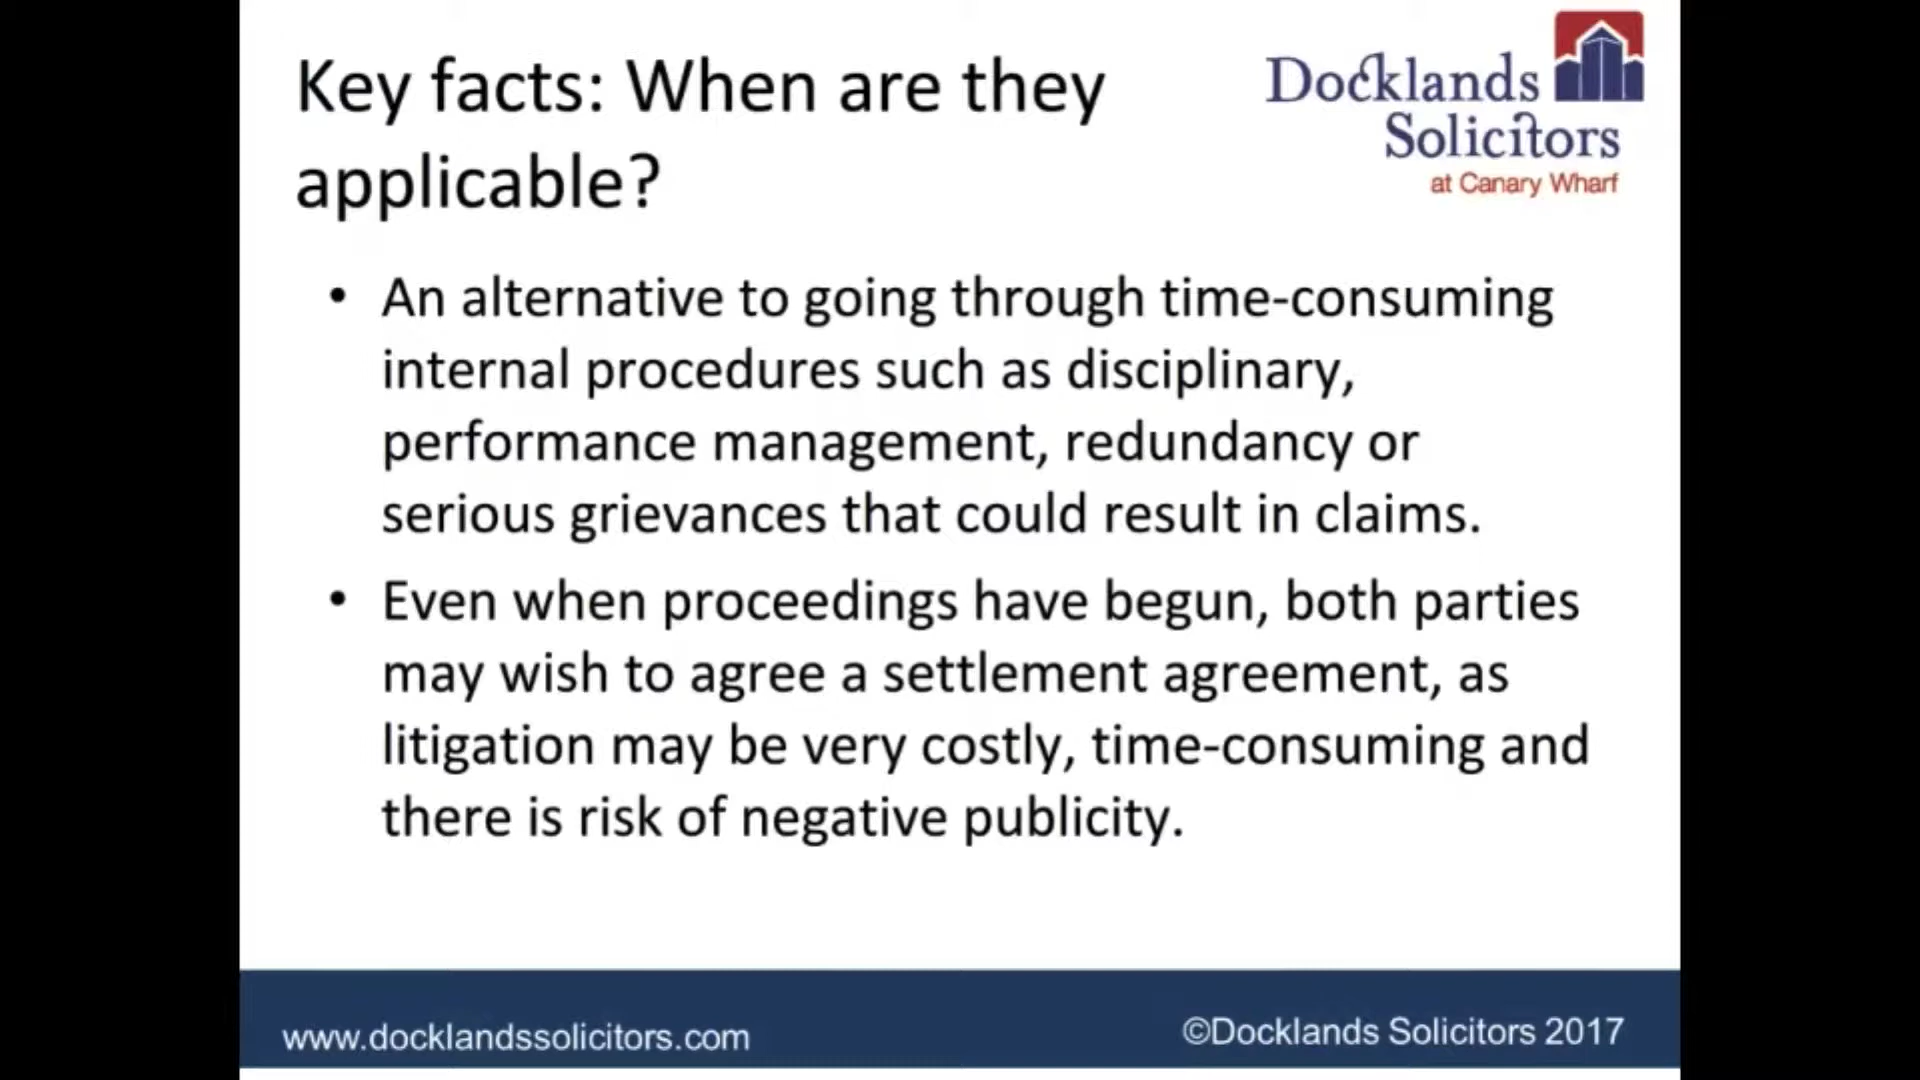 Key facts: When are they
applicable?
Docklands
Solicitors
at Canary Wharf
• An alternative to going through time-consuming
internal procedures such as disciplinary,
performance management, redundancy or
serious grievances that could result in claims.
• Even when proceedings have begun, both parties
may wish to agree a settlement agreement, as
litigation may be very costly, time-consuming and
there is risk of negative publicity.
www.docklandssolicitors.com
©Docklands Solicitors 2017